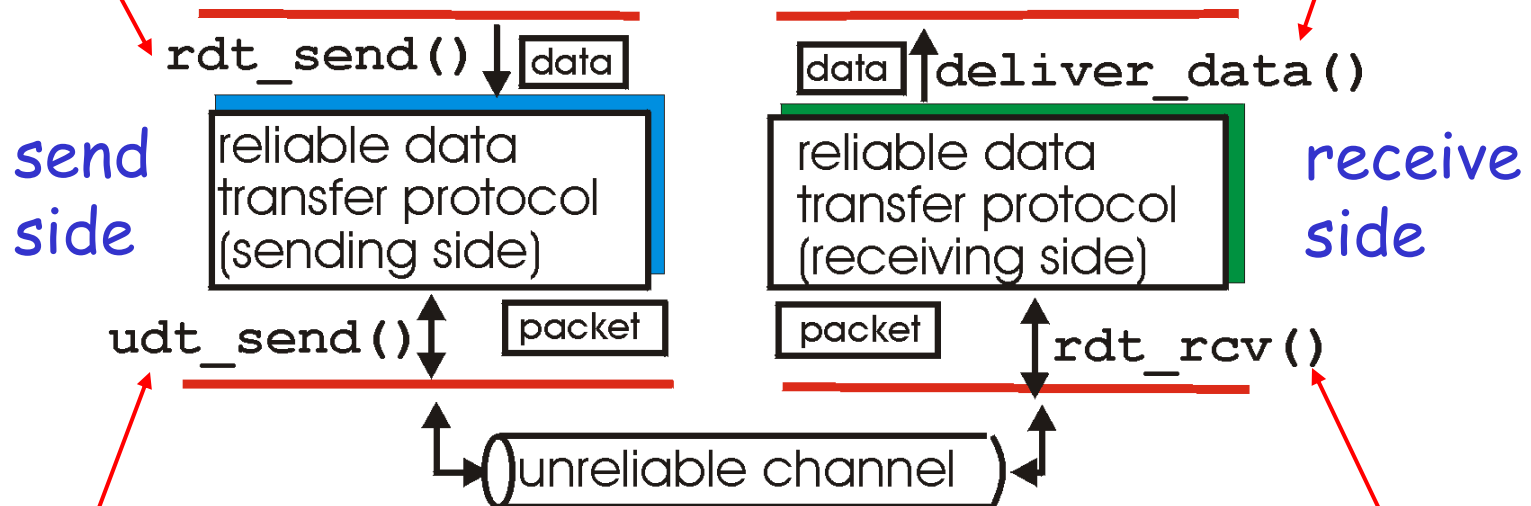 rdt_send()
data
data
deliver_data()
send
side
reliable data
transfer protocol
(sending side)
reliable data
transfer protocol
(receiving side)
receive
side
udt_send()
packet
packet
rdt_rcv()
unreliable channel